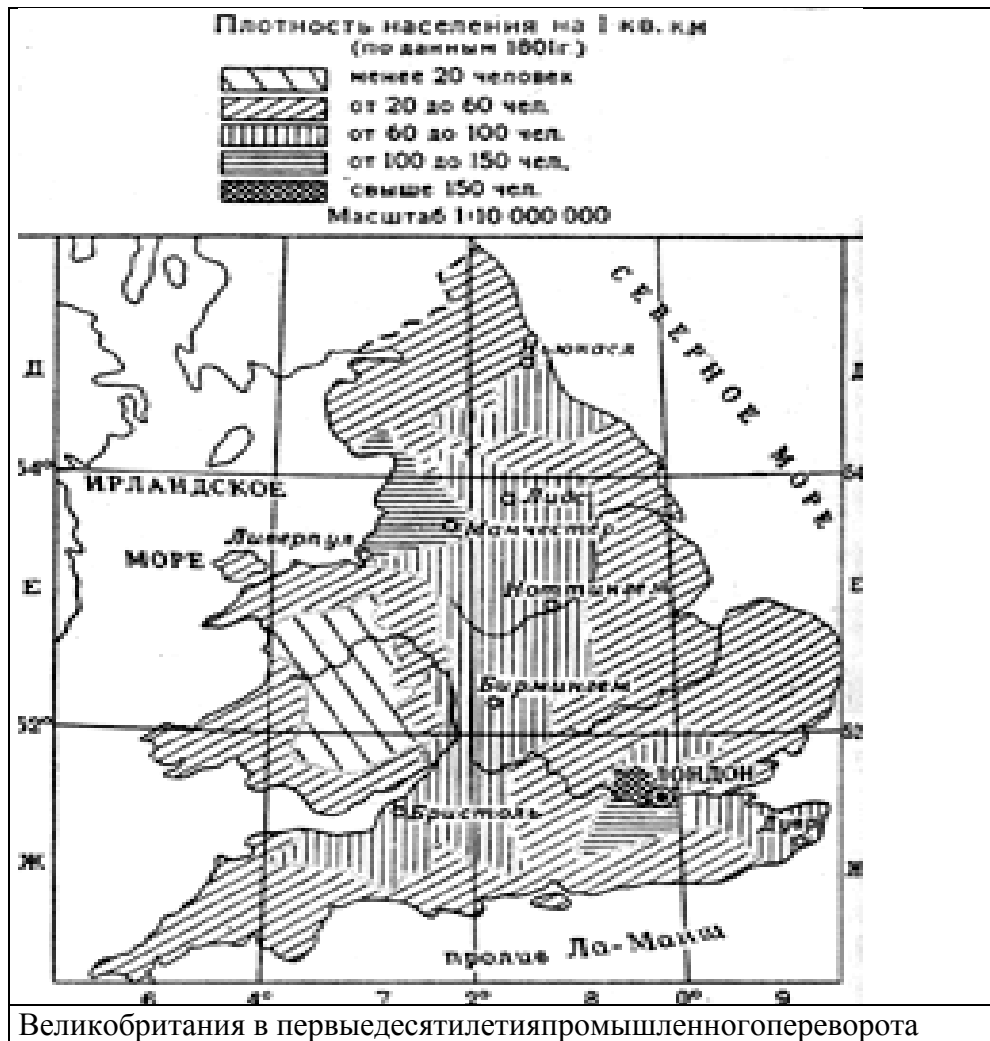 Плотность населения на 1 кв. км
(по данным 1801г.)
менее 20 человек
от 20 до 60 чел.
от 60 до 100 чел.
от 100 до 150 чел.
свыше 150 чел.
Масштаб 1:10 000 000
СЕВЕРНОЕ МОРЕ
Ньюкасл
Д
54° 54°
ИРЛАНДСКОЕ
МОРЕ
Лидс
Манчестер
Ливерпул
Е Е
Ноттингем
Бирмингем
52°
ЛОНДОН
Бристоль
Ж Ж
пролив Ла-Манш
6 4° 7 2° 8 0° 9
Великобритания в первыедесятилетияпромышленногопереворота